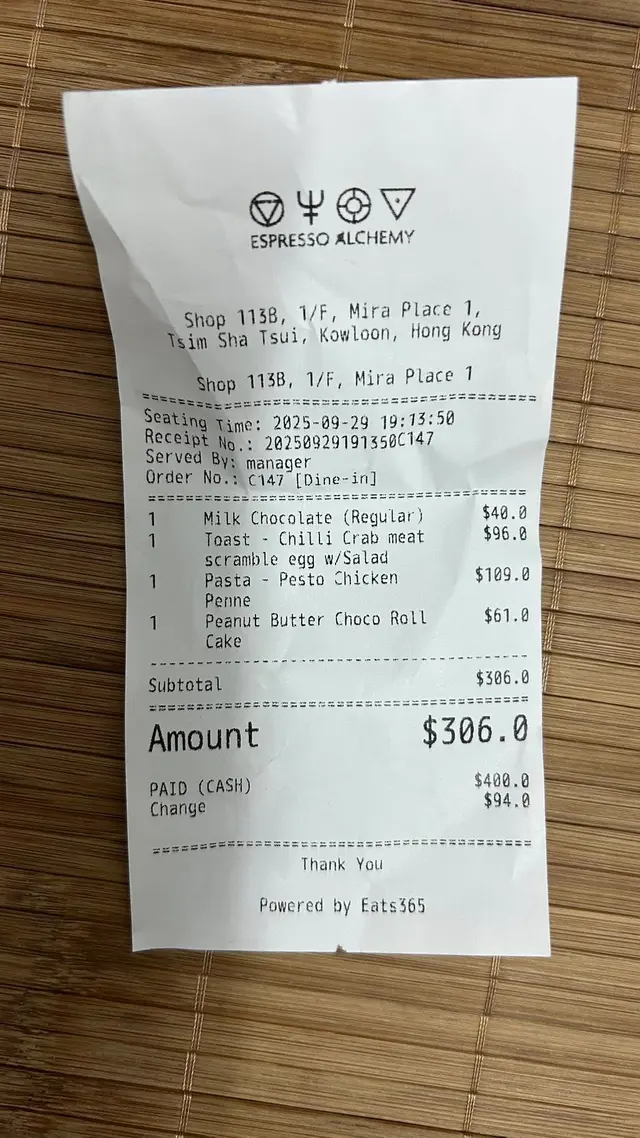 ESPRESSO ALCHEMY
Shop 113B, 1/F, Mira Place 1,
Tsim Sha Tsui, Kowloon, Hong Kong
Shop 113B, 1/F, Mira Place 1
==================================================
Seating Time: 2025-09-29 19:13:50
Receipt No.: 20250929191350C147
Served By: manager
Order No.: C147 [Dine-in]
==================================================
1 Milk Chocolate (Regular) $40.0
1 Toast - Chilli Crab meat $96.0
scramble egg w/Salad
1 Pasta - Pesto Chicken $109.0
Penne
1 Peanut Butter Choco Roll $61.0
Cake
--------------------------------------------------
Subtotal $306.0
==================================================
Amount $306.0
PAID (CASH) $400.0
Change $94.0
==================================================
Thank You
Powered by Eats365